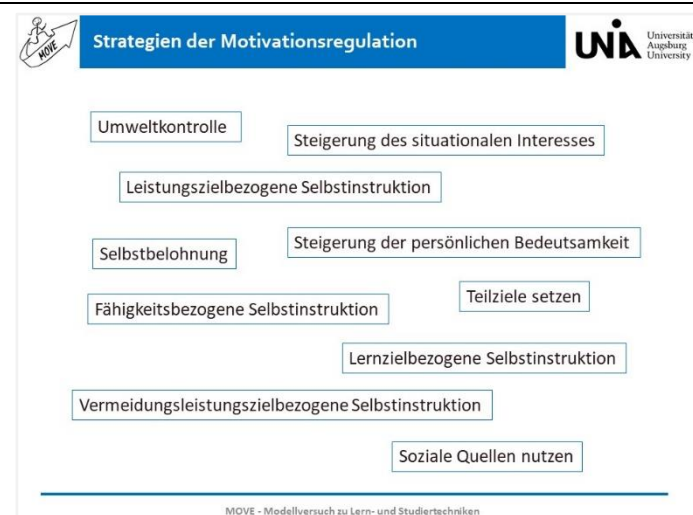 MOVE
Strategien der Motivationsregulation
UNIA
Universität
Augsburg
University
Umweltkontrolle
Steigerung des situationalen Interesses
Leistungszielbezogene Selbstinstruktion
Selbstbelohnung
Steigerung der persönlichen Bedeutsamkeit
Fähigkeitsbezogene Selbstinstruktion
Teilziele setzen
Lernzielbezogene Selbstinstruktion
Vermeidungsleistungszielbezogene Selbstinstruktion
Soziale Quellen nutzen
MOVE - Modellversuch zu Lern- und Studiertechniken